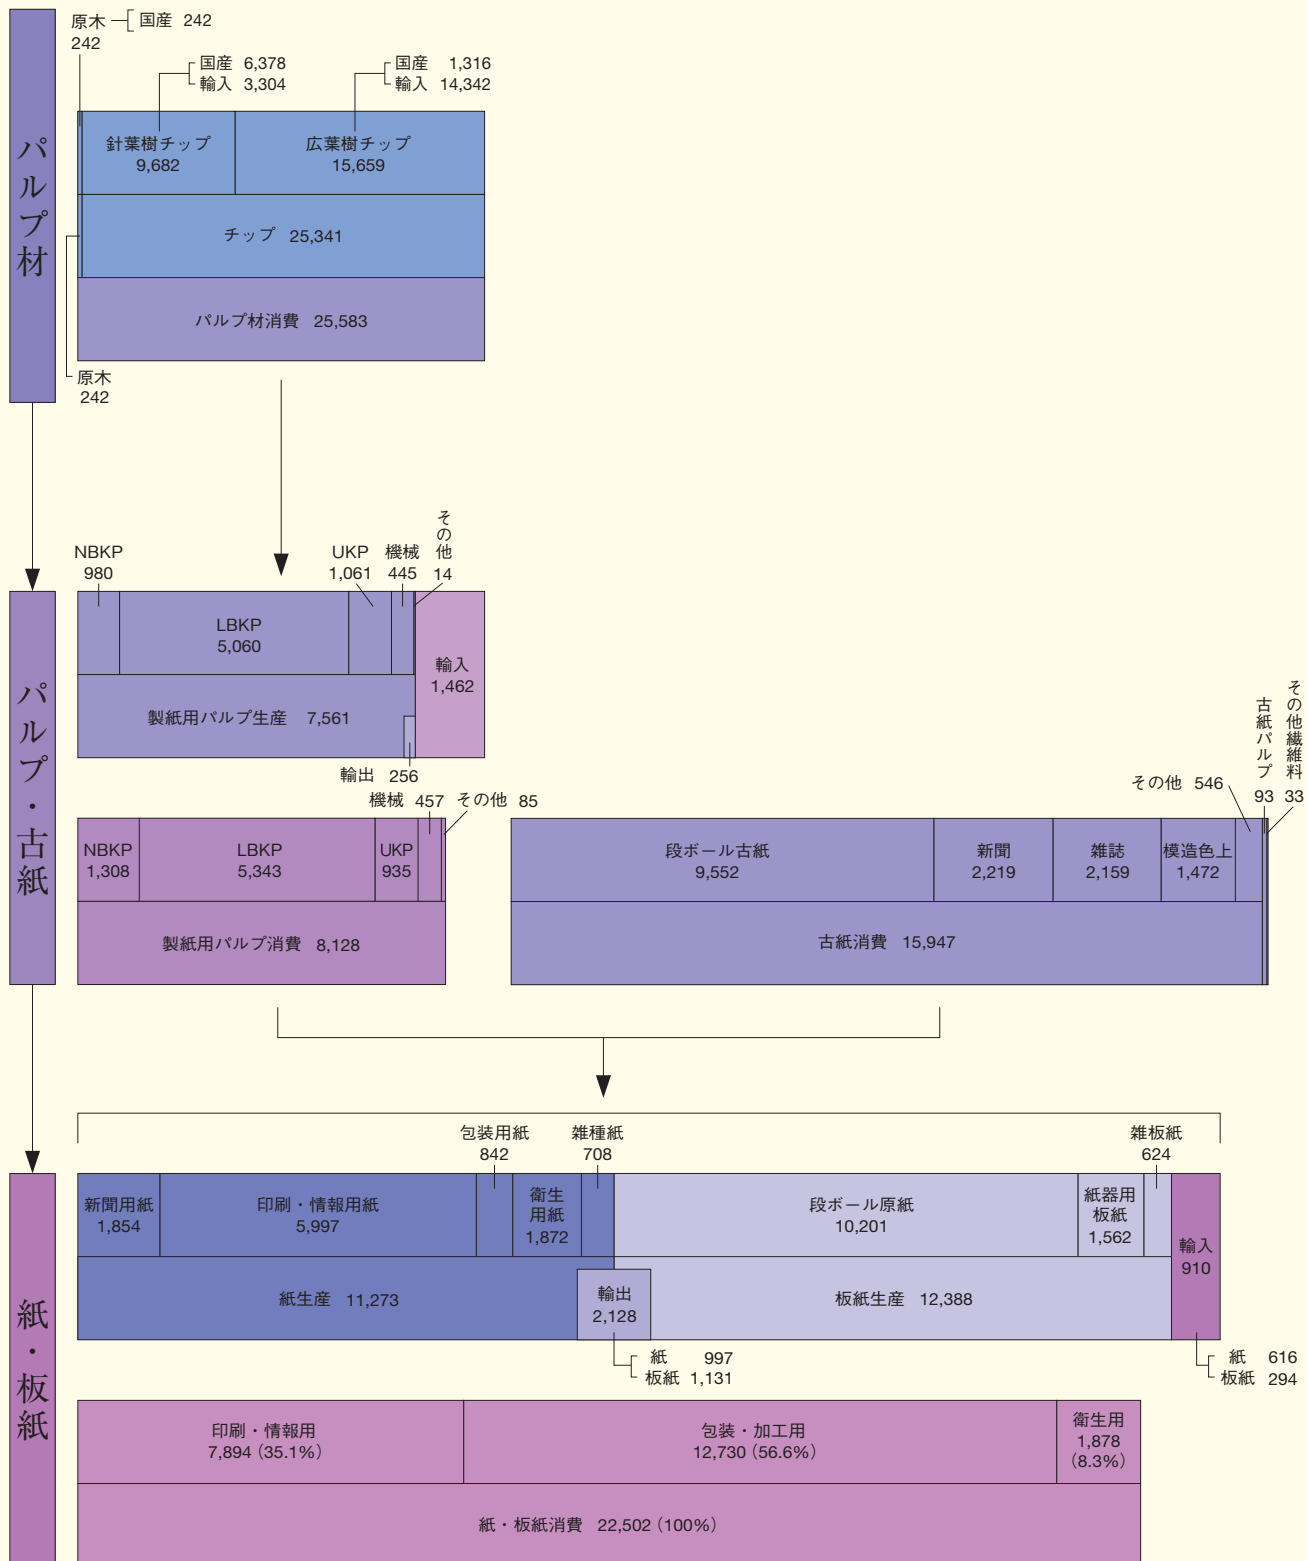 パルプ材
原木 国産 242
242
国産 6,378
輸入 3,304
国産 1,316
輸入 14,342
針葉樹チップ
9,682
広葉樹チップ
15,659
チップ 25,341
パルプ材消費 25,583
原木
242
パルプ・古紙
NBKP
980
LBKP
5,060
UKP
1,061
機械
445
その他
14
輸入
1,462
製紙用パルプ生産 7,561
輸出 256
機械 457
その他 85
NBKP
1,308
LBKP
5,343
UKP
935
製紙用パルプ消費 8,128
段ボール古紙
9,552
新聞
2,219
雑誌
2,159
模造色上
1,472
その他 546
古紙パルプ
93
その他繊維料
33
古紙消費 15,947
紙・板紙
新聞用紙
1,854
印刷・情報用紙
5,997
包装用紙
842
衛生
用紙
1,872
雑種紙
708
段ボール原紙
10,201
紙器用
板紙
1,562
雑板紙
624
輸入
910
紙生産 11,273
輸出
2,128
板紙生産 12,388
紙 997
板紙 1,131
紙 616
板紙 294
印刷・情報用
7,894（35.1%）
包装・加工用
12,730（56.6%）
衛生用
1,878
（8.3%）
紙・板紙消費 22,502（100%）